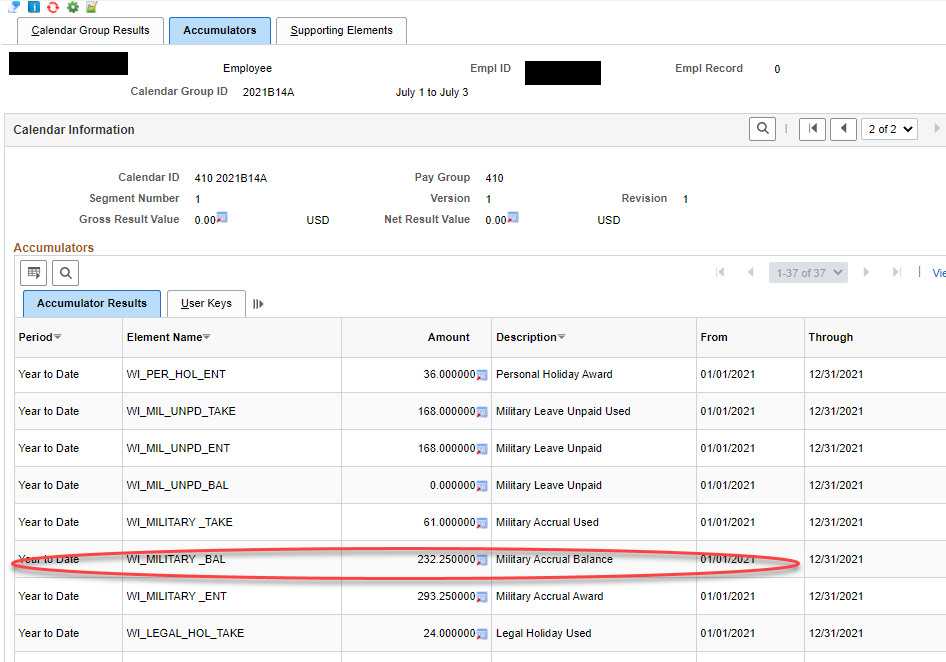 Calendar Group Results Accumulators Supporting Elements
Employee Empl ID Empl Record 0
Calendar Group ID 2021B14A July 1 to July 3
Calendar Information 2 of 2
Calendar ID 410 2021B14A Pay Group 410
Segment Number 1 Version 1 Revision 1
Gross Result Value 0.00 USD Net Result Value 0.00 USD
Accumulators
1-37 of 37 Vie
Accumulator Results User Keys
Period Element Name Amount Description From Through
Year to Date WI_PER_HOL_ENT 36.000000 Personal Holiday Award 01/01/2021 12/31/2021
Year to Date WI_MIL_UNPD_TAKE 168.000000 Military Leave Unpaid Used 01/01/2021 12/31/2021
Year to Date WI_MIL_UNPD_ENT 168.000000 Military Leave Unpaid 01/01/2021 12/31/2021
Year to Date WI_MIL_UNPD_BAL 0.000000 Military Leave Unpaid 01/01/2021 12/31/2021
Year to Date WI_MILITARY _TAKE 61.000000 Military Accrual Used 01/01/2021 12/31/2021
Year to Date WI_MILITARY _BAL 232.250000 Military Accrual Balance 01/01/2021 12/31/2021
Year to Date WI_MILITARY _ENT 293.250000 Military Accrual Award 01/01/2021 12/31/2021
Year to Date WI_LEGAL_HOL_TAKE 24.000000 Legal Holiday Used 01/01/2021 12/31/2021